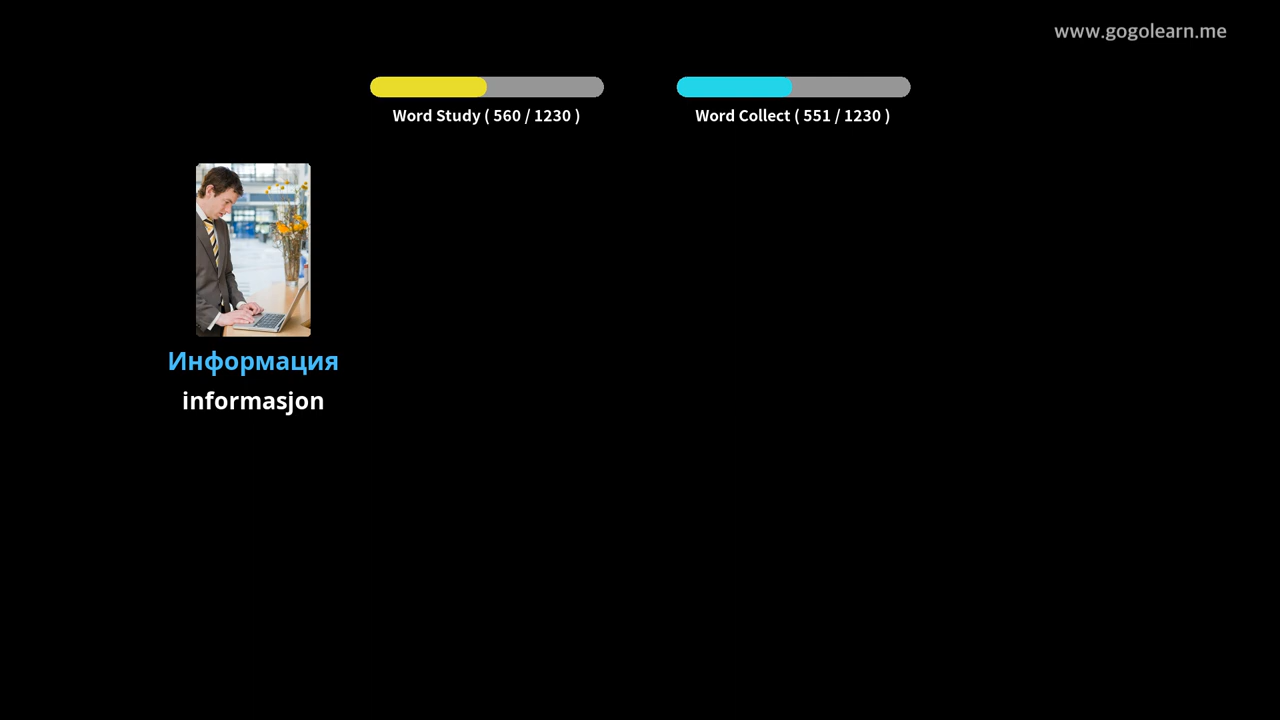 www.gogolearn.me
Word Study ( 560 / 1230 )
Word Collect ( 551 / 1230 )
Информация
informasjon